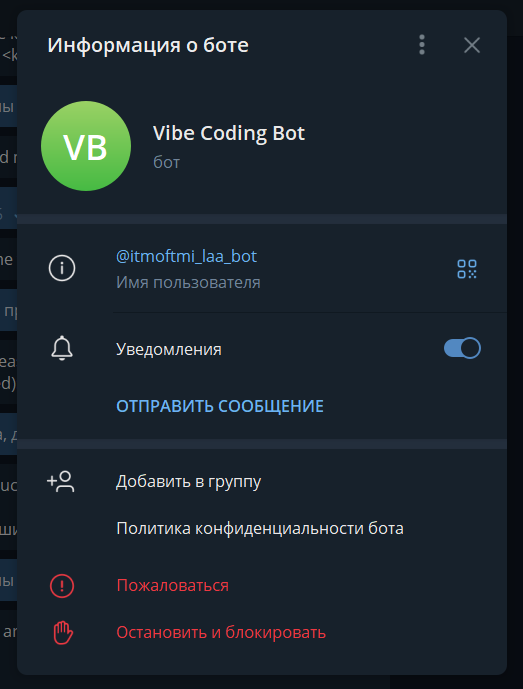 Информация о боте
VB
Vibe Coding Bot
бот
@itmoftmi_laa_bot
Имя пользователя
Уведомления
ОТПРАВИТЬ СООБЩЕНИЕ
Добавить в группу
Политика конфиденциальности бота
Пожаловаться
Остановить и блокировать